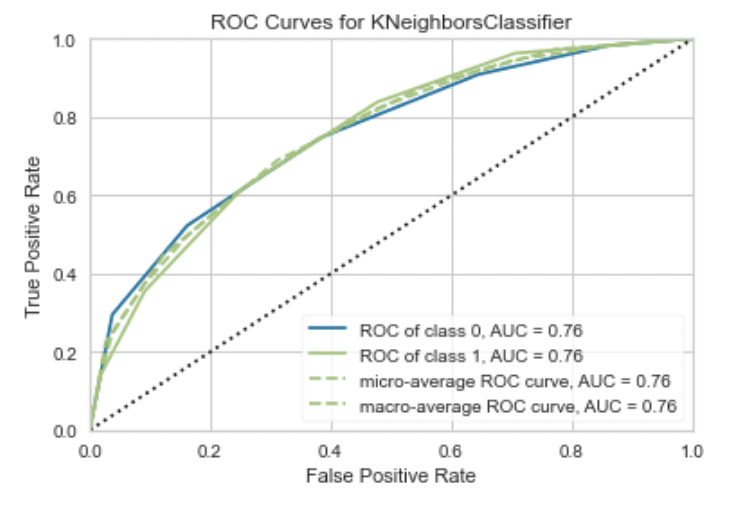 ROC Curves for KNeighborsClassifier
True Positive Rate
1.0
0.8
0.6
0.4
0.2
0.0
ROC of class 0, AUC = 0.76
ROC of class 1, AUC = 0.76
micro-average ROC curve, AUC = 0.76
macro-average ROC curve, AUC = 0.76
0.0 0.2 0.4 0.6 0.8 1.0
False Positive Rate